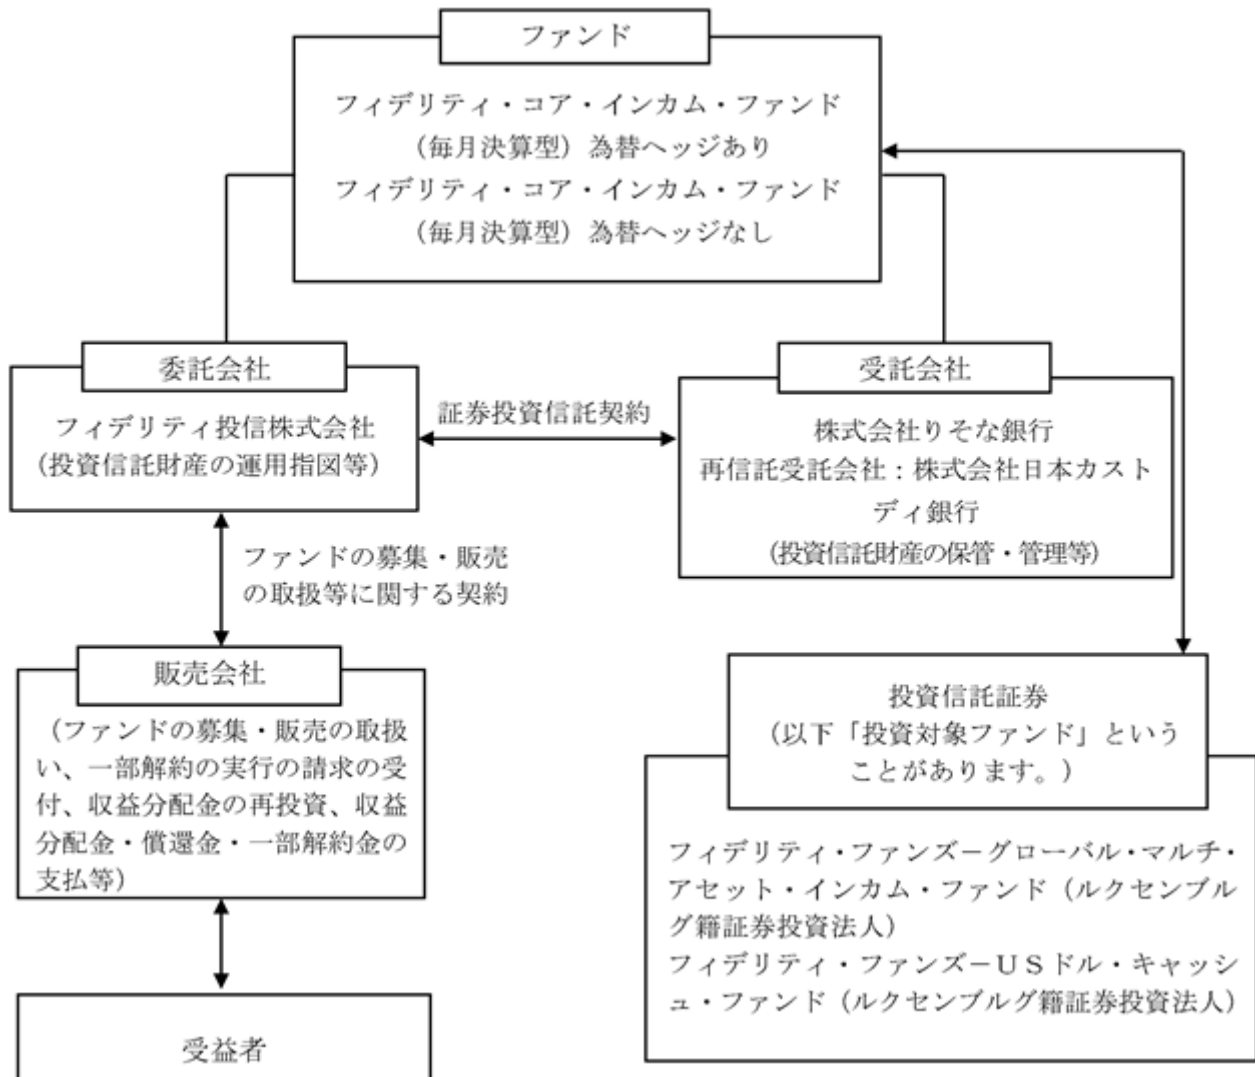 ファンド
フィデリティ・コア・インカム・ファンド
（毎月決算型）為替ヘッジあり
フィデリティ・コア・インカム・ファンド
（毎月決算型）為替ヘッジなし
委託会社
フィデリティ投信株式会社
（投資信託財産の運用指図等）
証券投資信託契約
受託会社
株式会社りそな銀行
再信託受託会社：株式会社日本カスト
ディ銀行
（投資信託財産の保管・管理等）
ファンドの募集・販売
の取扱等に関する契約
販売会社
（ファンドの募集・販売の取扱
い、一部解約の実行の請求の受
付、収益分配金の再投資、収益
分配金・償還金・一部解約金の
支払等）
受益者
投資信託証券
（以下「投資対象ファンド」という
ことがあります。）
フィデリティ・ファンズ－グローバル・マルチ・
アセット・インカム・ファンド（ルクセンブル
グ籍証券投資法人）
フィデリティ・ファンズ－ＵＳドル・キャッシ
ュ・ファンド（ルクセンブルグ籍証券投資法人）